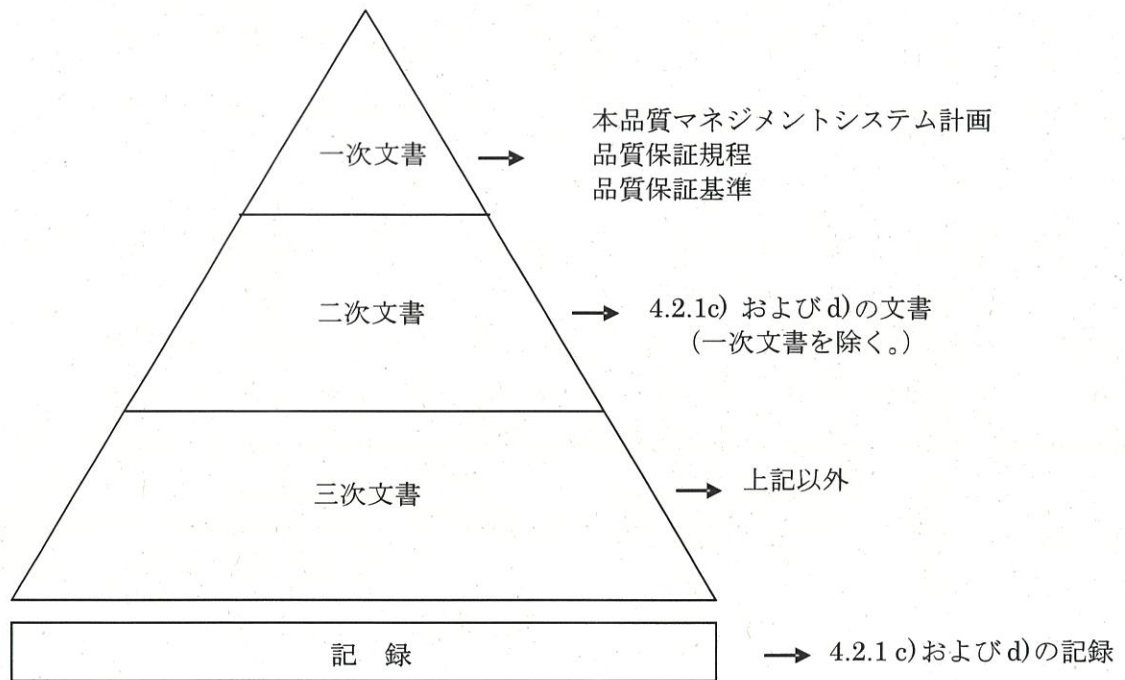 一次文書
本品質マネジメントシステム計画
品質保証規程
品質保証基準
二次文書
4.2.1c) およびd)の文書
（一次文書を除く。）
三次文書
上記以外
記　録
4.2.1 c)およびd)の記録